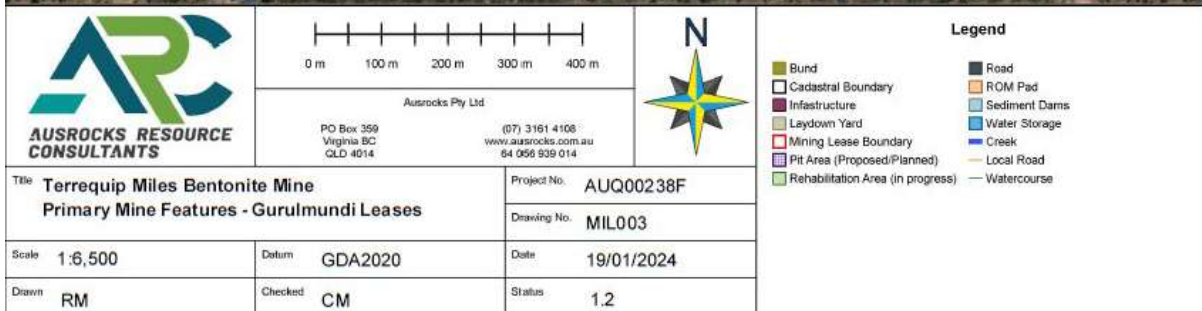 AUSROCKS RESOURCE
CONSULTANTS
0 m 100 m 200 m 300 m 400 m
Ausrocks Pty Ltd
PO Box 359
Virginia BC
QLD 4014
(07) 3161 4108
www.ausrocks.com.au
64 056 939 014
N
Title Terrequip Miles Bentonite Mine
Primary Mine Features - Gurulmundi Leases
Project No. AUQ00238F
Drawing No. MIL003
Scale 1:6,500
Datum GDA2020
Date 19/01/2024
Drawn RM
Checked CM
Status 1.2
Legend
Bund
Cadastral Boundary
Infastructure
Laydown Yard
Mining Lease Boundary
Pit Area (Proposed/Planned)
Rehabilitation Area (in progress)
Road
ROM Pad
Sediment Dams
Water Storage
Creek
Local Road
Watercourse